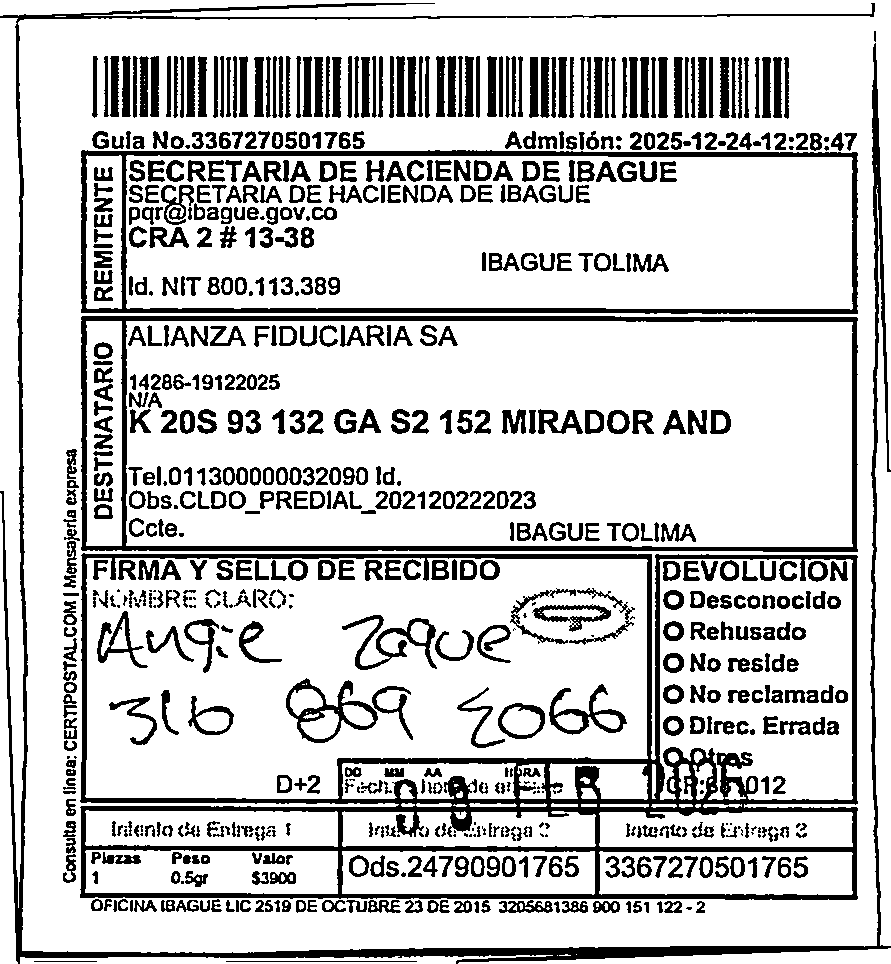 Guia No.3367270501765 Admisión: 2025-12-24-12:28:47
REMITENTE
SECRETARIA DE HACIENDA DE IBAGUE
SECRETARIA DE HACIENDA DE IBAGUE
pqr@ibague.gov.co
CRA 2 # 13-38
IBAGUE TOLIMA
Id. NIT 800.113.389
DESTINATARIO
ALIANZA FIDUCIARIA SA
14286-19122025
N/A
K 20S 93 132 GA S2 152 MIRADOR AND
Tel.011300000032090 Id.
Obs.CLDO_PREDIAL_202120222023
Ccte. IBAGUE TOLIMA
Consulta en línea: CERTIPOSTAL.COM | Mensajería expresa
FIRMA Y SELLO DE RECIBIDO
NOMBRE CLARO:
Angie Zaque
316 869 2066
DEVOLUCION
Desconocido
Rehusado
No reside
No reclamado
Direc. Errada
Otros
DD MM AA HORA
D+2
Intento de Entrega 1 Intento de Entrega 2 Intento de Entrega 3
Piezas Peso Valor
1 0.5gr $3900
Ods.24790901765 3367270501765
OFICINA IBAGUE LIC 2519 DE OCTUBRE 23 DE 2015 3205681386 900 151 122 - 2